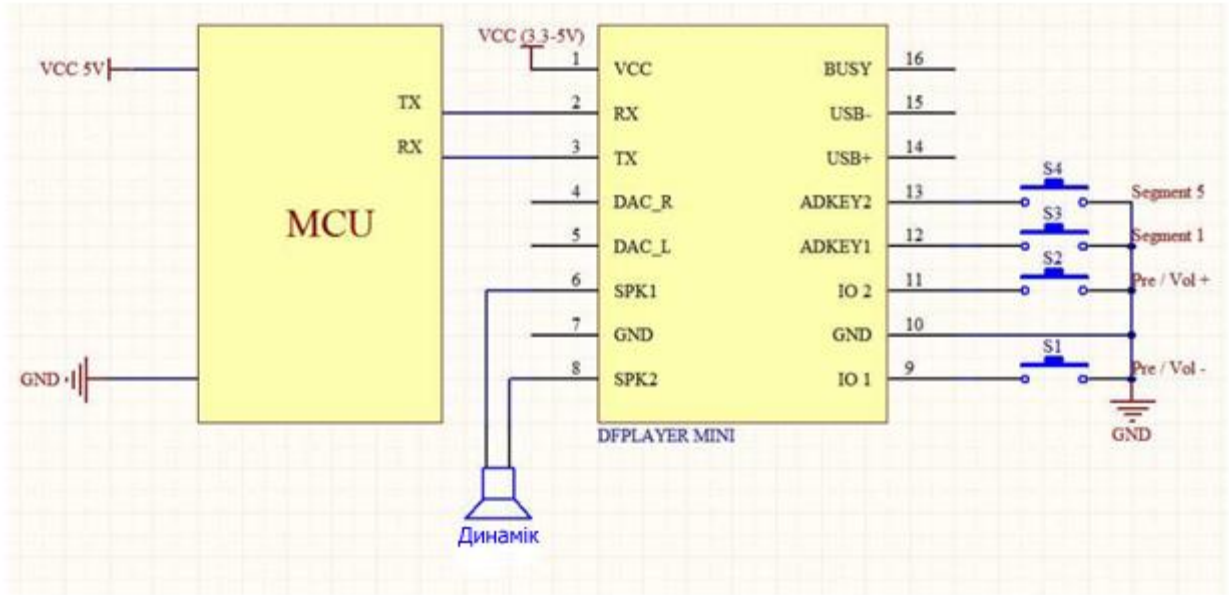 VCC 5V
GND
MCU
TX
RX
VCC (3.3-5V)
1
2
3
4
5
6
7
8
VCC
RX
TX
DAC_R
DAC_L
SPK1
GND
SPK2
BUSY
USB-
USB+
ADKEY2
ADKEY1
IO 2
GND
IO 1
16
15
14
13
12
11
10
9
DFPLAYER MINI
S4
S3
S2
S1
Segment 5
Segment 1
Pre / Vol +
Pre / Vol -
GND
Динамік